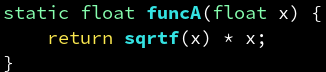 static float funcA(float x) {
    return sqrtf(x) * x;
}